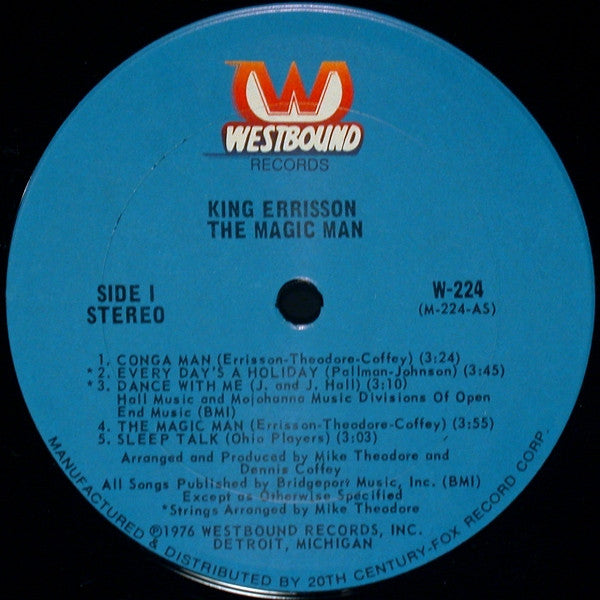 WESTBOUND
RECORDS
KING ERRISSON
THE MAGIC MAN
SIDE I
STEREO
W-224
(M-224-AS)
1. CONGA MAN (Errisson-Theodore-Coffey) (3:24)
*2. EVERY DAY'S A HOLIDAY (Pallman-Johnson) (3:45)
*3. DANCE WITH ME (J. and J. Hall) (3:10)
Hall Music and Mojohanna Music Divisions Of Open
End Music (BMI)
4. THE MAGIC MAN (Errisson-Theodore-Coffey) (3:55)
5. SLEEP TALK (Ohio Players) (3:03)
Arranged and Produced by Mike Theodore and
Dennis Coffey
All Songs Published by Bridgeport Music, Inc. (BMI)
Except as Otherwise Specified
*Strings Arranged by Mike Theodore
℗1976 WESTBOUND RECORDS, INC.
DETROIT, MICHIGAN
MANUFACTURED & DISTRIBUTED BY 20TH CENTURY-FOX RECORD CORP.